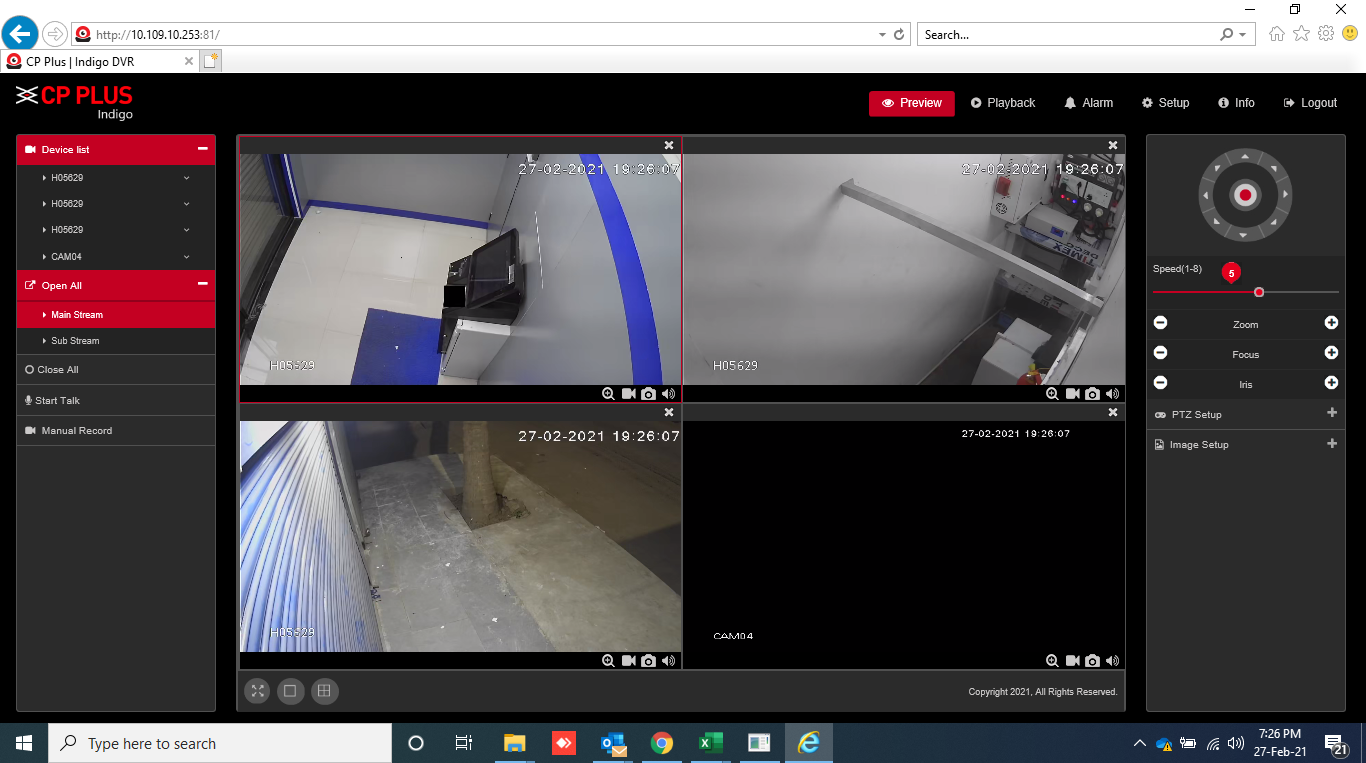 http://10.109.10.253:81/
Search...
CP Plus | Indigo DVR
CP PLUS
Indigo
Preview
Playback
Alarm
Setup
Info
Logout
Device list
H05629
H05629
H05629
CAM04
Open All
Main Stream
Sub Stream
Close All
Start Talk
Manual Record
27-02-2021 19:26:07
H05629
27-02-2021 19:26:07
TIMEX
H05629
27-02-2021 19:26:07
H05629
27-02-2021 19:26:07
CAM04
Speed(1-8)
5
Zoom
Focus
Iris
PTZ Setup
Image Setup
Copyright 2021, All Rights Reserved.
Type here to search
7:26 PM
27-Feb-21
21